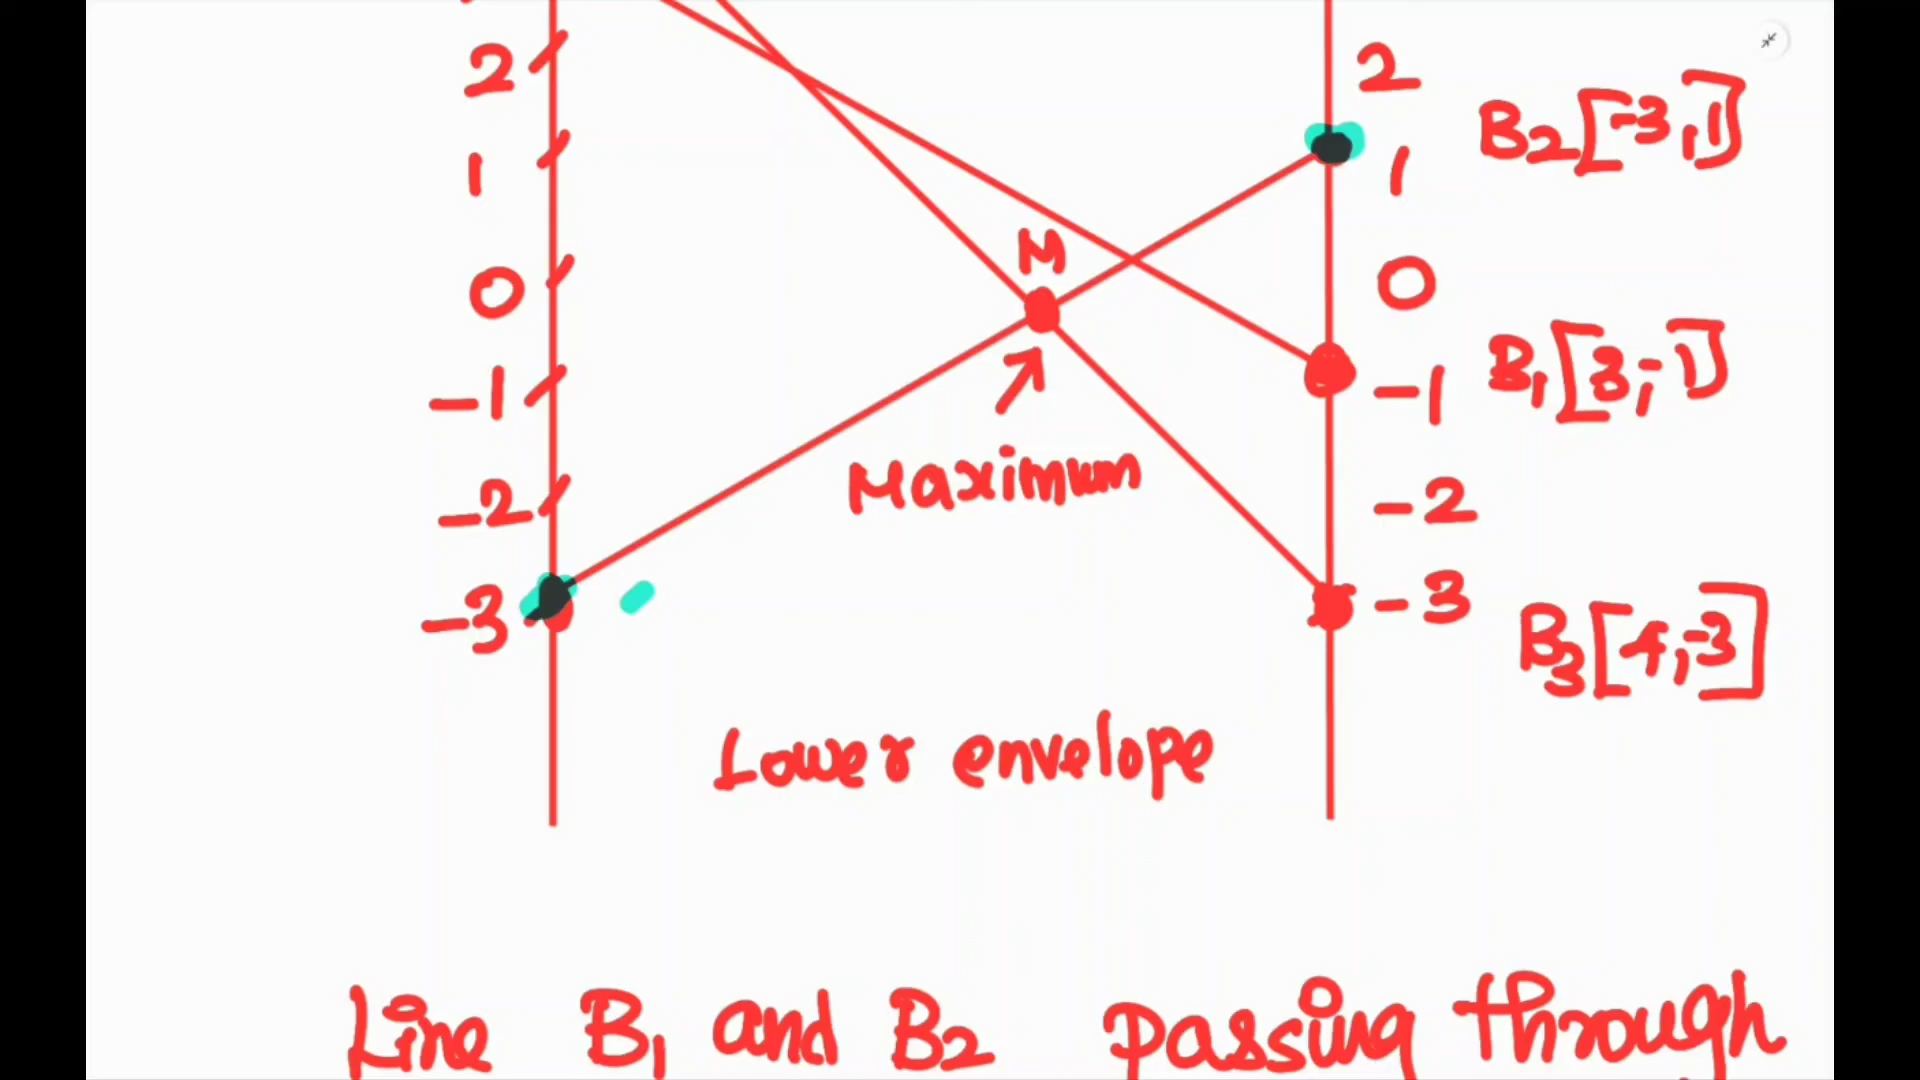 2
2
B2[-3,1]
1
1
M
0
0
-1
-1
B1[3,-1]
Maximum
-2
-2
-3
-3
B3[4,-3]
Lower envelope
Line B1 and B2 passing through